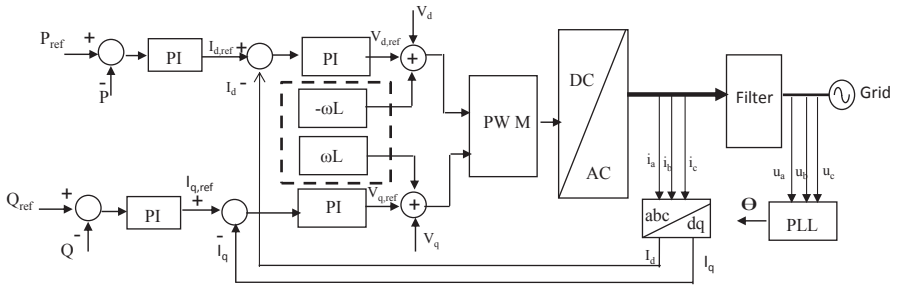 V_d
P_ref + PI I_d,ref + PI V_d,ref +
- P
I_d -
-ωL
ωL
PW M
DC
AC
Filter
Grid
i_a i_b i_c
u_a u_b u_c
Q_ref + PI I_q,ref + PI V_q,ref +
Q -
- I_q
V_q
abc
dq
Θ
PLL
I_d
I_q